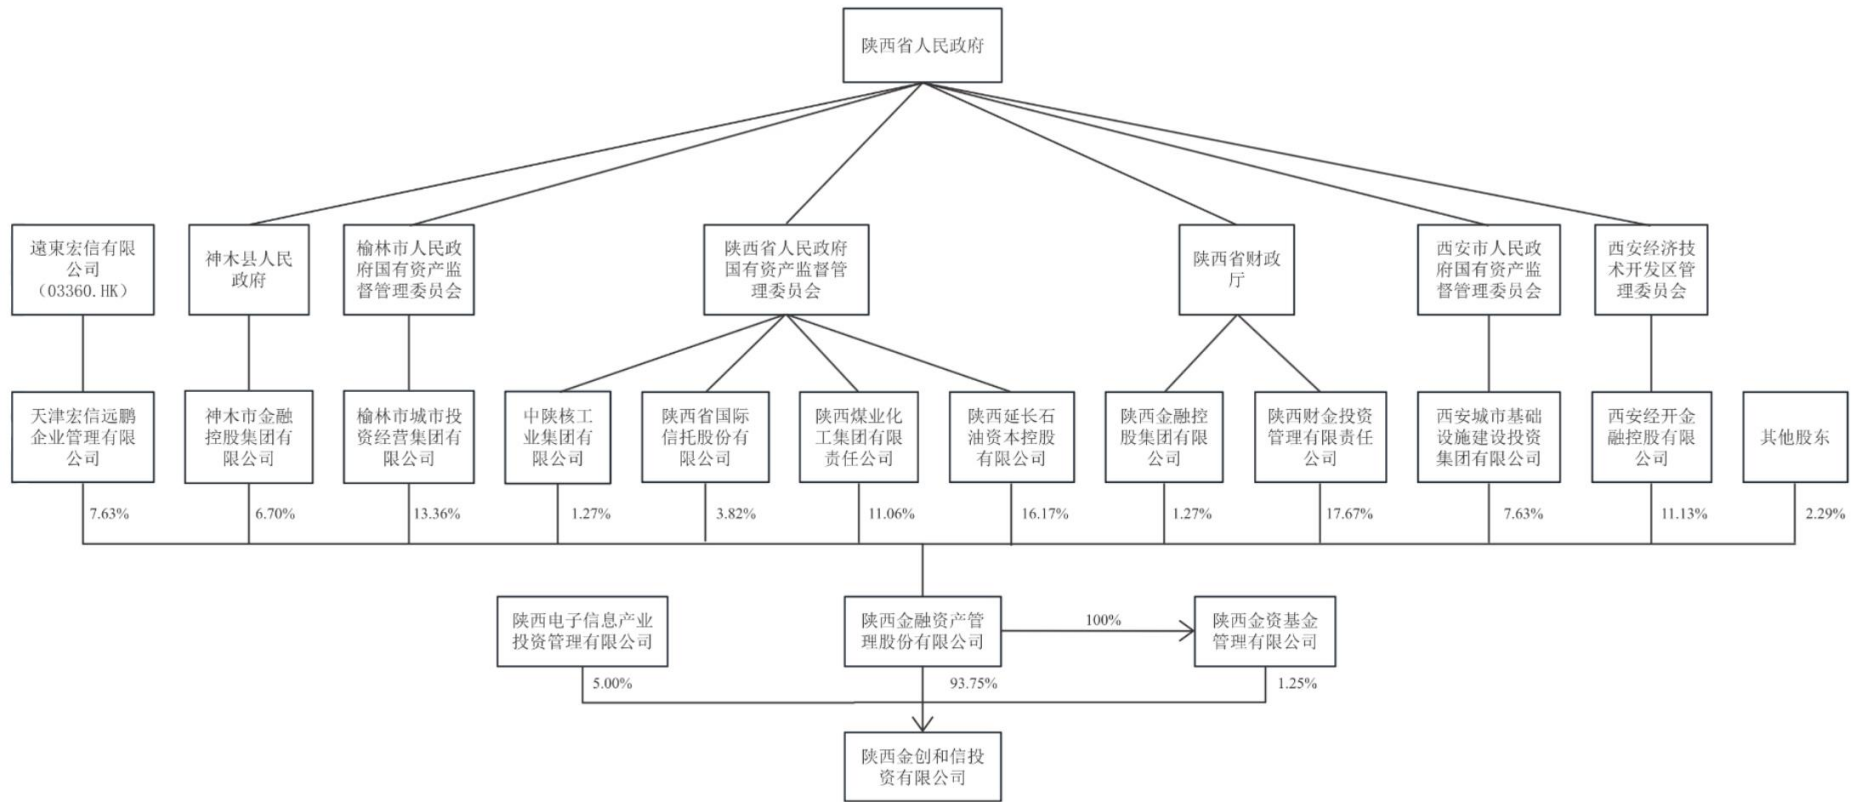 陕西省人民政府
遠東宏信有限
公司
（03360.HK）
神木县人民
政府
榆林市人民政
府国有资产监
督管理委员会
陕西省人民政府
国有资产监督管
理委员会
陕西省财政
厅
西安市人民政
府国有资产监
督管理委员会
西安经济技
术开发区管
理委员会
天津宏信远鹏
企业管理有限
公司
神木市金融
控股集团有
限公司
榆林市城市投
资经营集团有
限公司
中陕核工
业集团有
限公司
陕西省国际
信托股份有
限公司
陕西煤业化
工集团有限
责任公司
陕西延长石
油资本控股
有限公司
陕西金融控
股集团有限
公司
陕西财金投资
管理有限责任
公司
西安城市基础
设施建设投资
集团有限公司
西安经开金
融控股有限
公司
其他股东
7.63%
6.70%
13.36%
1.27%
3.82%
11.06%
16.17%
1.27%
17.67%
7.63%
11.13%
2.29%
陕西电子信息产业
投资管理有限公司
陕西金融资产管
理股份有限公司
100%
陕西金资基金
管理有限公司
5.00%
93.75%
1.25%
陕西金创和信投
资有限公司